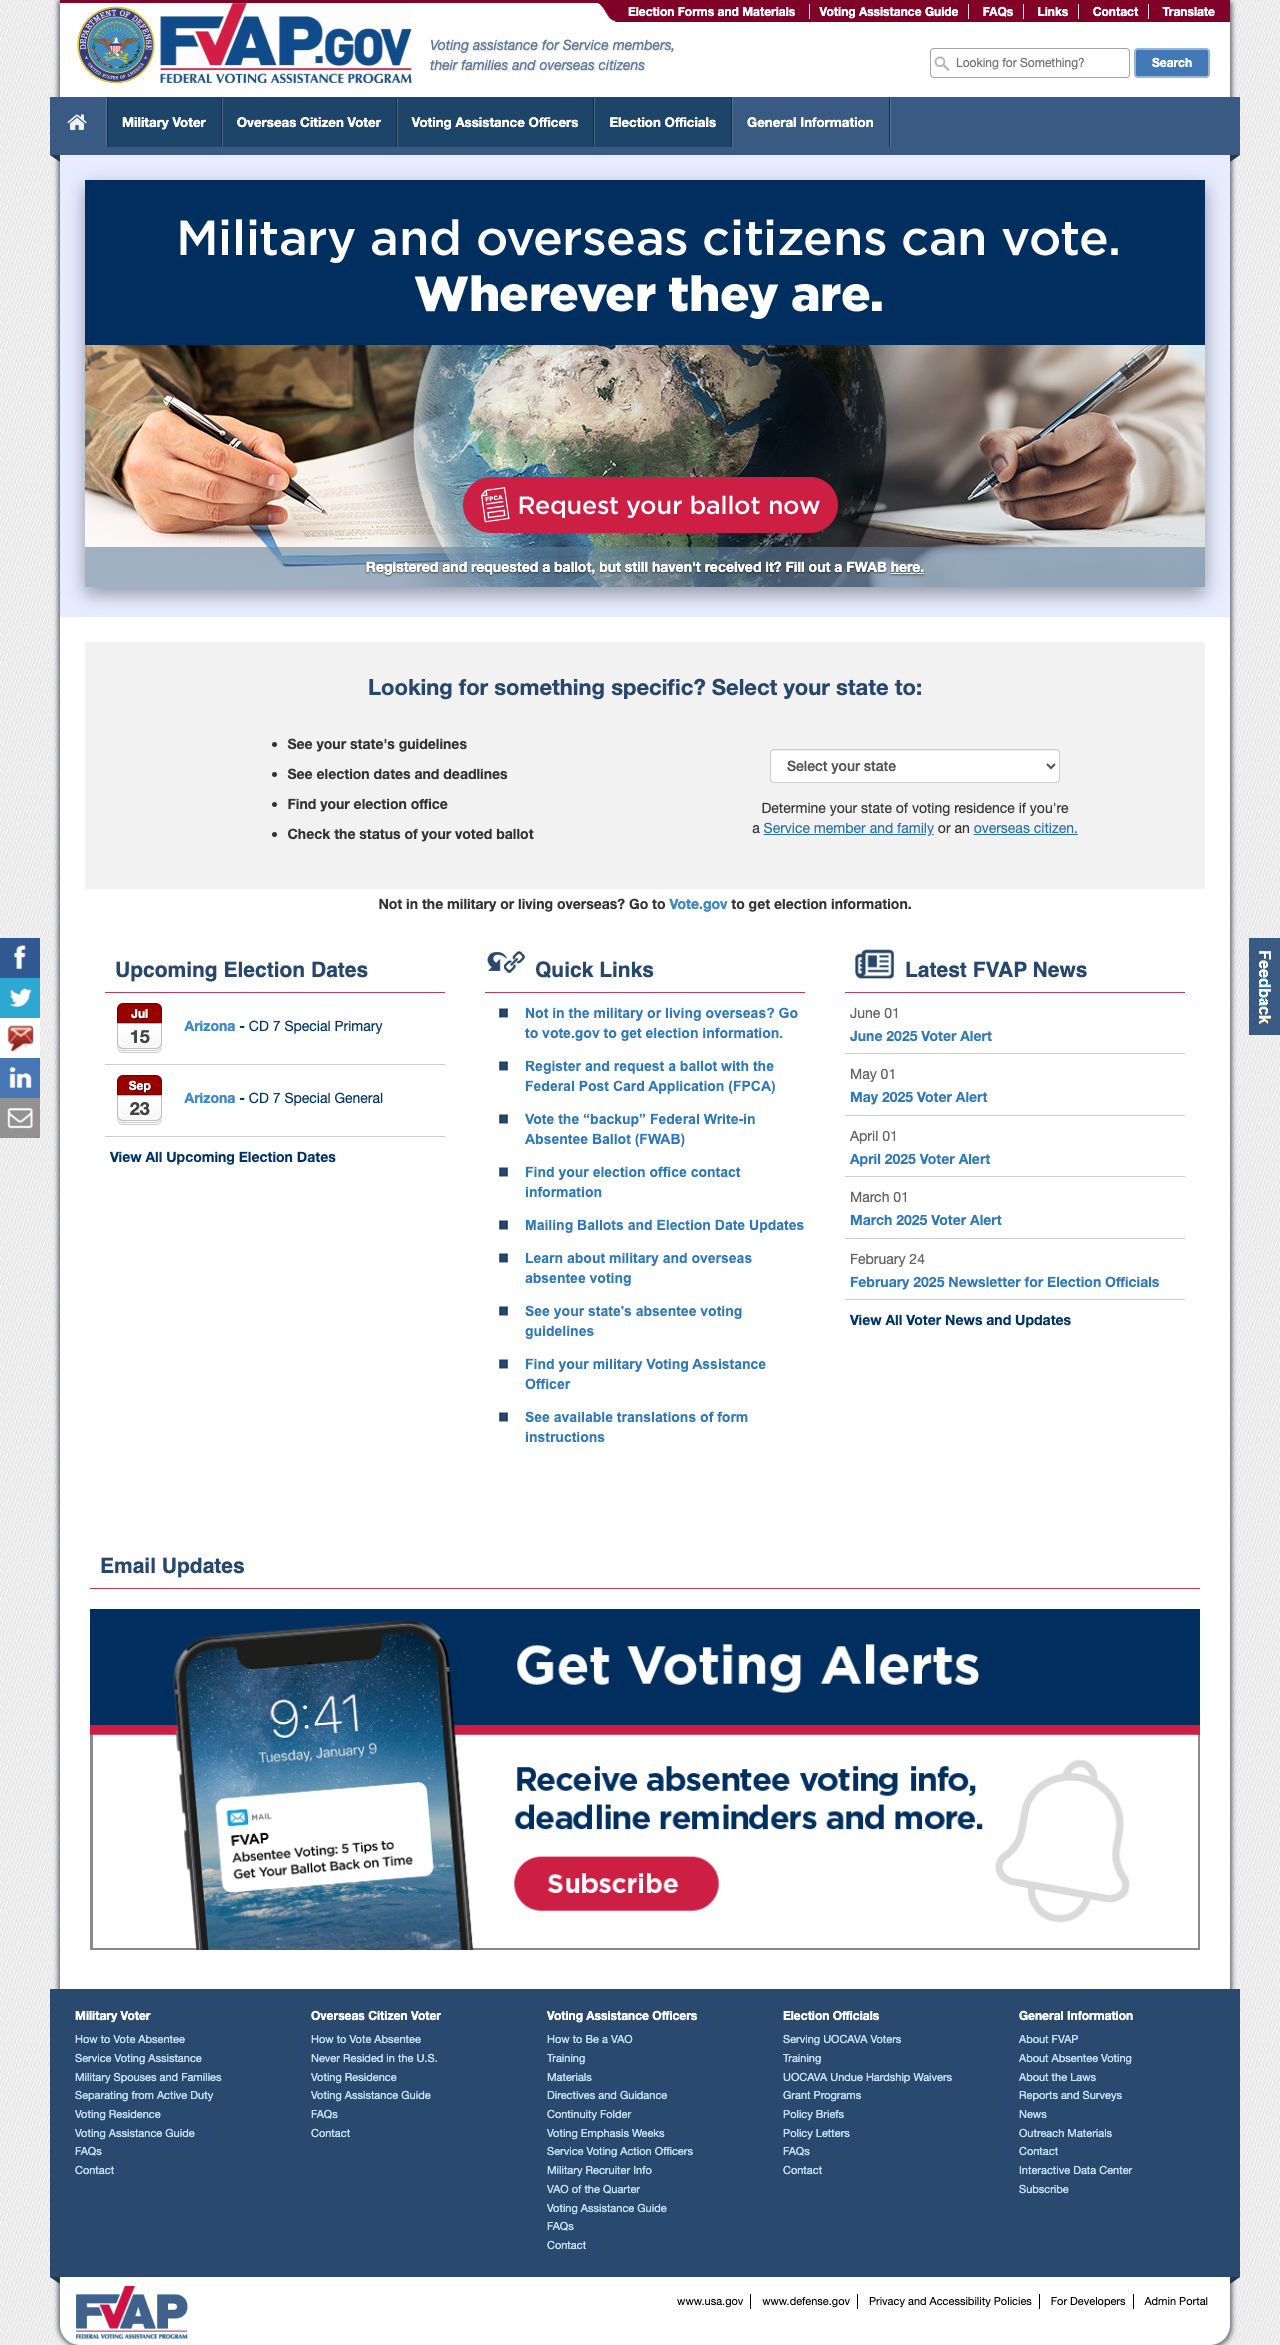 Election Forms and Materials
Voting Assistance Guide
FAQs
Links
Contact
Translate
DEPARTMENT OF DEFENSE
UNITED STATES OF AMERICA
FVAP.GOV
FEDERAL VOTING ASSISTANCE PROGRAM
Voting assistance for Service members,
their families and overseas citizens
Looking for Something?
Search
Military Voter
Overseas Citizen Voter
Voting Assistance Officers
Election Officials
General Information
Military and overseas citizens can vote.
Wherever they are.
FPCA
Request your ballot now
Registered and requested a ballot, but still haven't received it? Fill out a FWAB here.
Looking for something specific? Select your state to:
See your state's guidelines
See election dates and deadlines
Find your election office
Check the status of your voted ballot
Select your state
Determine your state of voting residence if you're
a Service member and family or an overseas citizen.
Not in the military or living overseas? Go to Vote.gov to get election information.
Feedback
Upcoming Election Dates
Jul
15
Arizona - CD 7 Special Primary
Sep
23
Arizona - CD 7 Special General
View All Upcoming Election Dates
Quick Links
Not in the military or living overseas? Go
to vote.gov to get election information.
Register and request a ballot with the
Federal Post Card Application (FPCA)
Vote the “backup” Federal Write-in
Absentee Ballot (FWAB)
Find your election office contact
information
Mailing Ballots and Election Date Updates
Learn about military and overseas
absentee voting
See your state's absentee voting
guidelines
Find your military Voting Assistance
Officer
See available translations of form
instructions
Latest FVAP News
June 01
June 2025 Voter Alert
May 01
May 2025 Voter Alert
April 01
April 2025 Voter Alert
March 01
March 2025 Voter Alert
February 24
February 2025 Newsletter for Election Officials
View All Voter News and Updates
Email Updates
9:41
Tuesday, January 9
MAIL
FVAP
Absentee Voting: 5 Tips to
Get Your Ballot Back on Time
Get Voting Alerts
Receive absentee voting info,
deadline reminders and more.
Subscribe
Military Voter
How to Vote Absentee
Service Voting Assistance
Military Spouses and Families
Separating from Active Duty
Voting Residence
Voting Assistance Guide
FAQs
Contact
Overseas Citizen Voter
How to Vote Absentee
Never Resided in the U.S.
Voting Residence
Voting Assistance Guide
FAQs
Contact
Voting Assistance Officers
How to Be a VAO
Training
Materials
Directives and Guidance
Continuity Folder
Voting Emphasis Weeks
Service Voting Action Officers
Military Recruiter Info
VAO of the Quarter
Voting Assistance Guide
FAQs
Contact
Election Officials
Serving UOCAVA Voters
Training
UOCAVA Undue Hardship Waivers
Grant Programs
Policy Briefs
Policy Letters
FAQs
Contact
General Information
About FVAP
About Absentee Voting
About the Laws
Reports and Surveys
News
Outreach Materials
Contact
Interactive Data Center
Subscribe
FVAP
FEDERAL VOTING ASSISTANCE PROGRAM
www.usa.gov
www.defense.gov
Privacy and Accessibility Policies
For Developers
Admin Portal